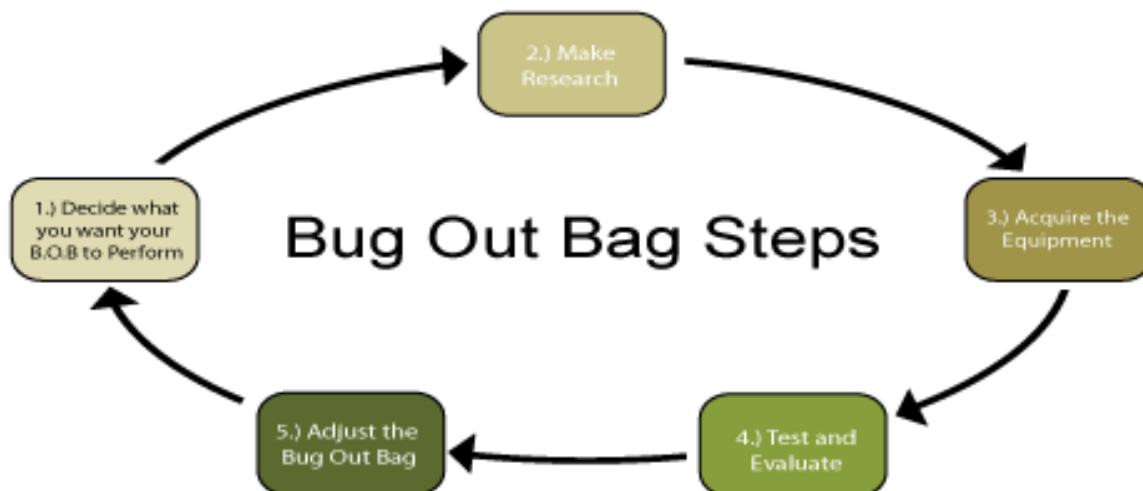 2.) Make
Research
1.) Decide what
you want your
B.O.B to Perform
Bug Out Bag Steps
3.) Acquire the
Equipment
5.) Adjust the
Bug Out Bag
4.) Test and
Evaluate